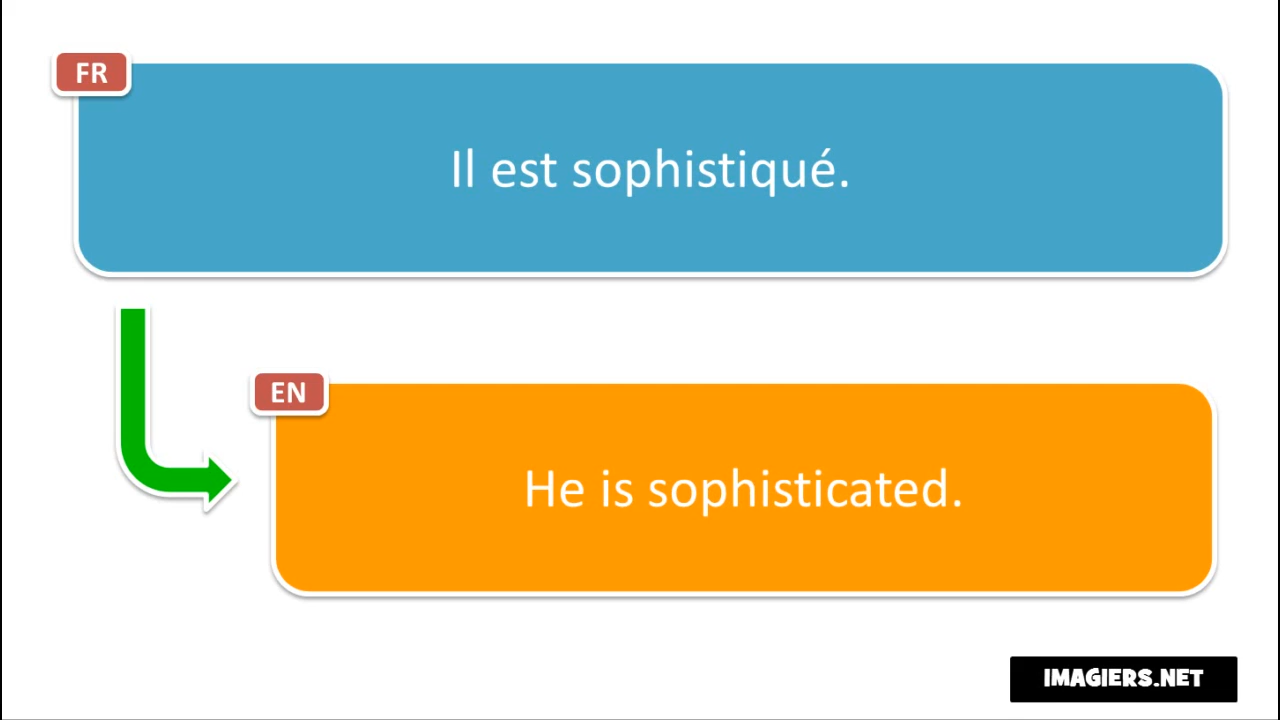 FR
Il est sophistiqué.
EN
He is sophisticated.
IMAGIERS.NET